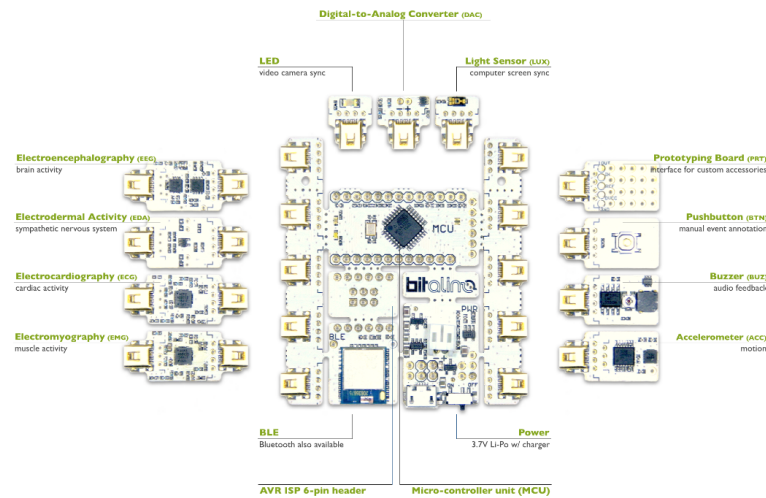 Digital-to-Analog Converter (DAC)
LED
video camera sync
Light Sensor (LUX)
computer screen sync
Electroencephalography (EEG)
brain activity
Electrodermal Activity (EDA)
sympathetic nervous system
Electrocardiography (ECG)
cardiac activity
Electromyography (EMG)
muscle activity
MCU
bitalino
PWR
BLE
OFF
Prototyping Board (PRT)
interface for custom accessories
Pushbutton (BTN)
manual event annotation
Buzzer (BUZ)
audio feedback
Accelerometer (ACC)
motion
BLE
Bluetooth also available
Power
3.7V Li-Po w/ charger
AVR ISP 6-pin header
Micro-controller unit (MCU)